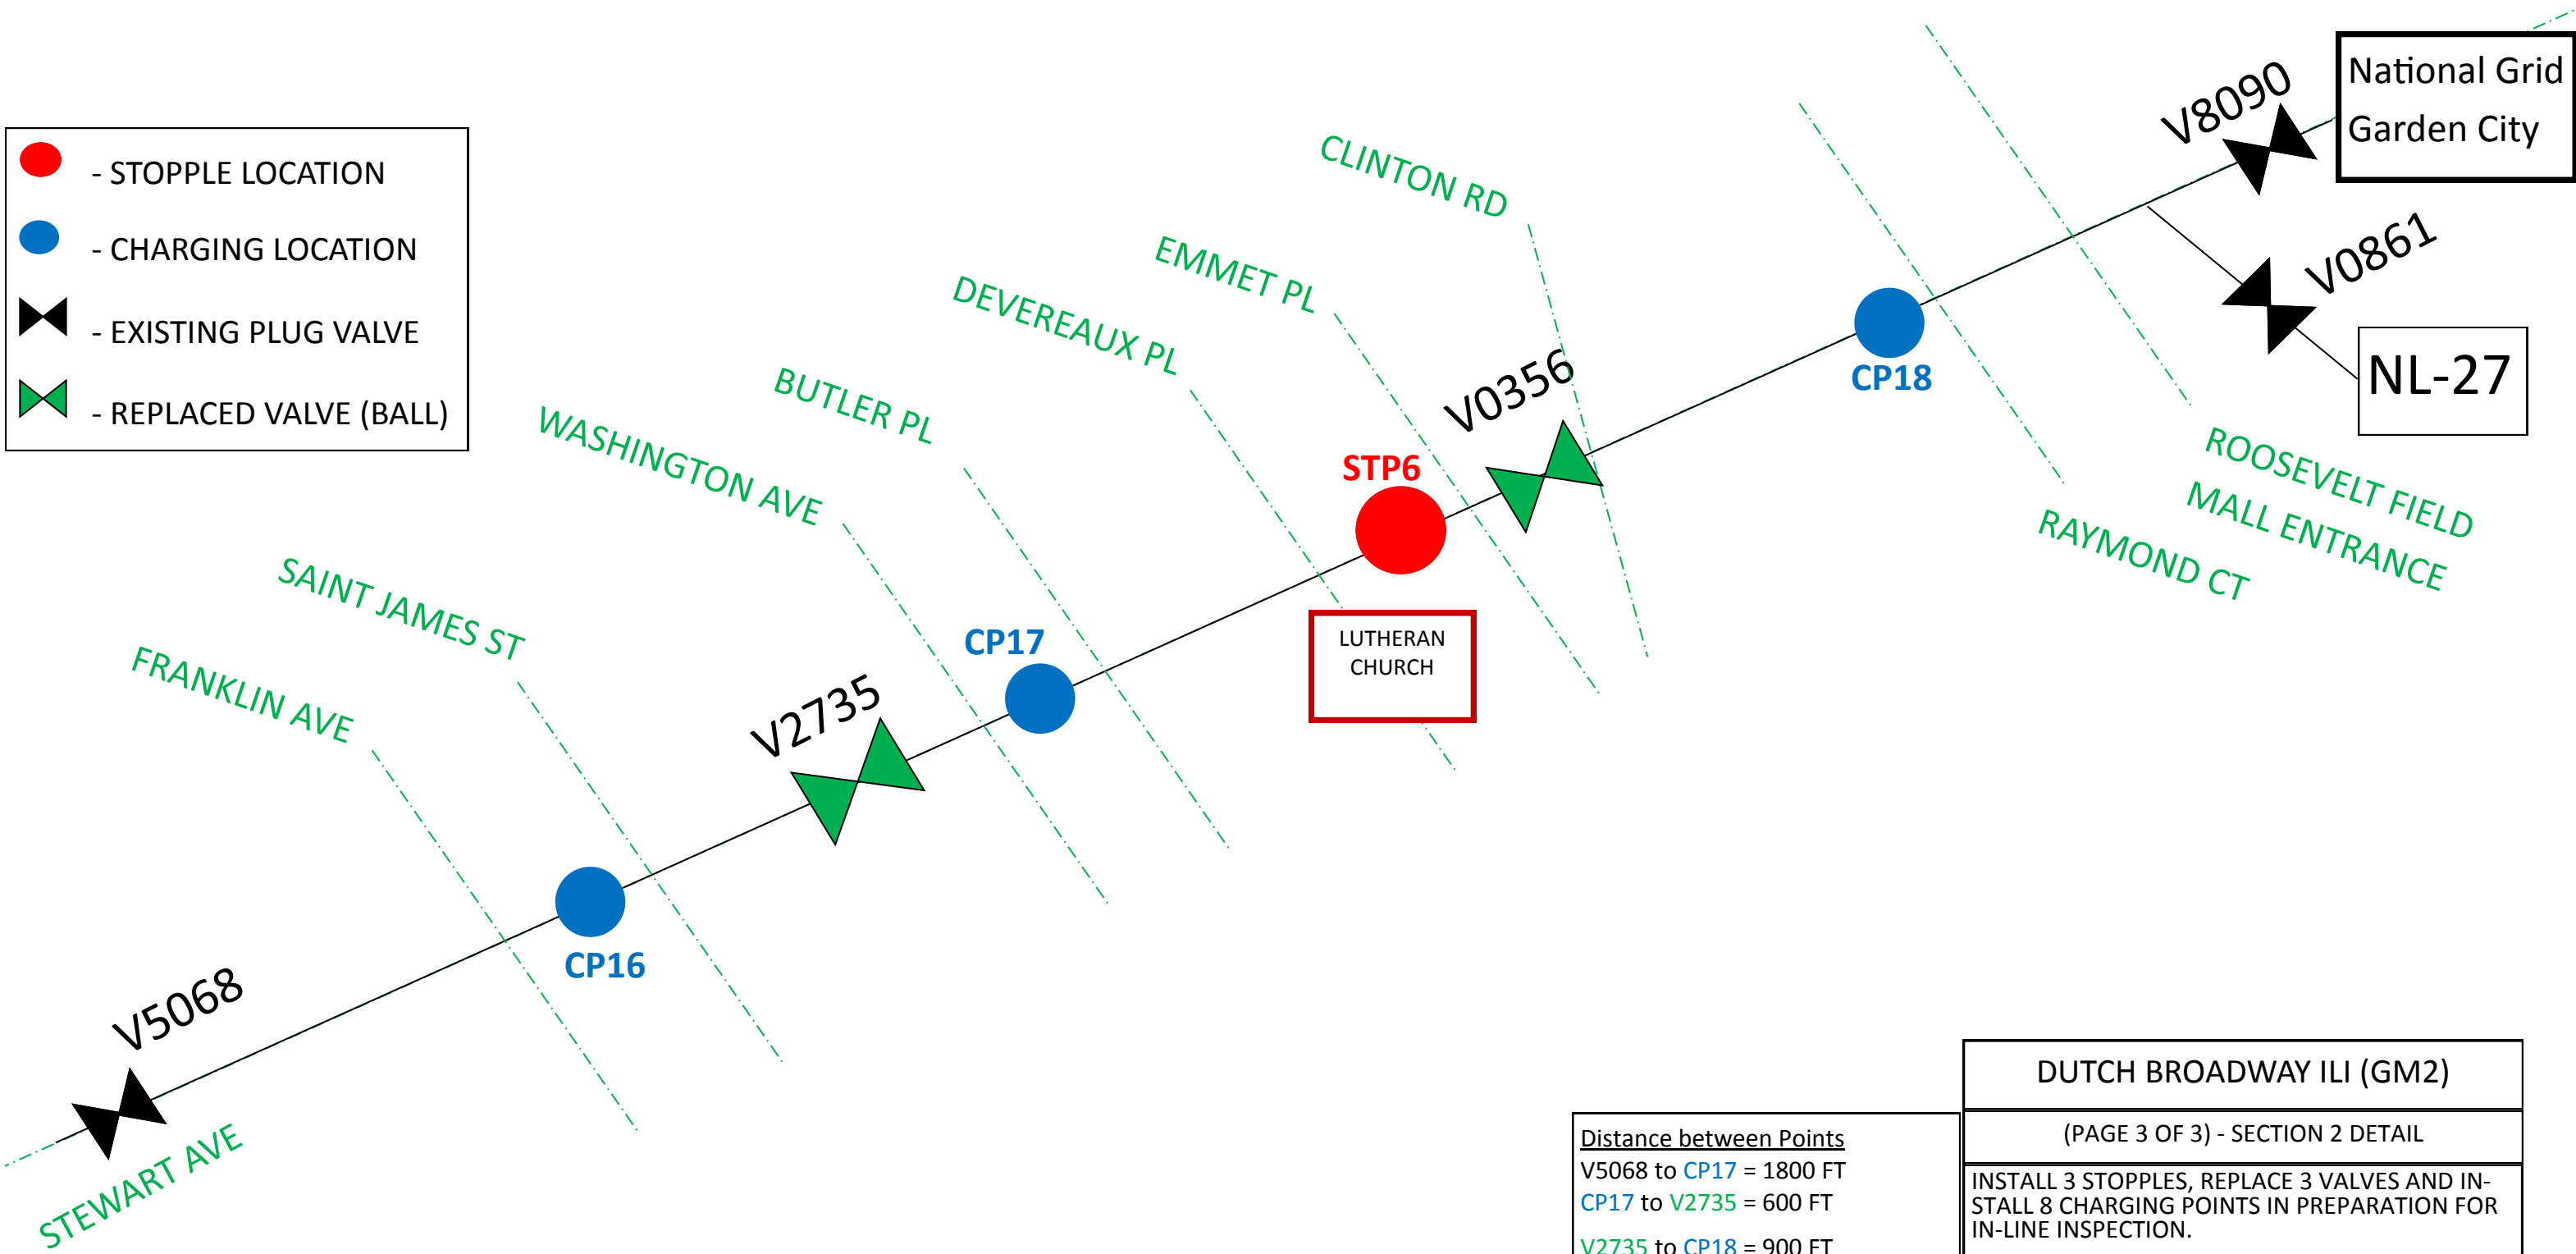 National Grid
Garden City
V8090
- STOPPLE LOCATION
- CHARGING LOCATION
- EXISTING PLUG VALVE
- REPLACED VALVE (BALL)
CLINTON RD
EMMET PL
DEVEREAUX PL
BUTLER PL
WASHINGTON AVE
SAINT JAMES ST
FRANKLIN AVE
V0861
NL-27
CP18
V0356
STP6
ROOSEVELT FIELD
MALL ENTRANCE
RAYMOND CT
LUTHERAN
CHURCH
CP17
V2735
CP16
V5068
STEWART AVE
Distance between Points
V5068 to CP17 = 1800 FT
CP17 to V2735 = 600 FT
V2735 to CP18 = 900 FT
DUTCH BROADWAY ILI (GM2)
(PAGE 3 OF 3) - SECTION 2 DETAIL
INSTALL 3 STOPPLES, REPLACE 3 VALVES AND IN-
STALL 8 CHARGING POINTS IN PREPARATION FOR
IN-LINE INSPECTION.